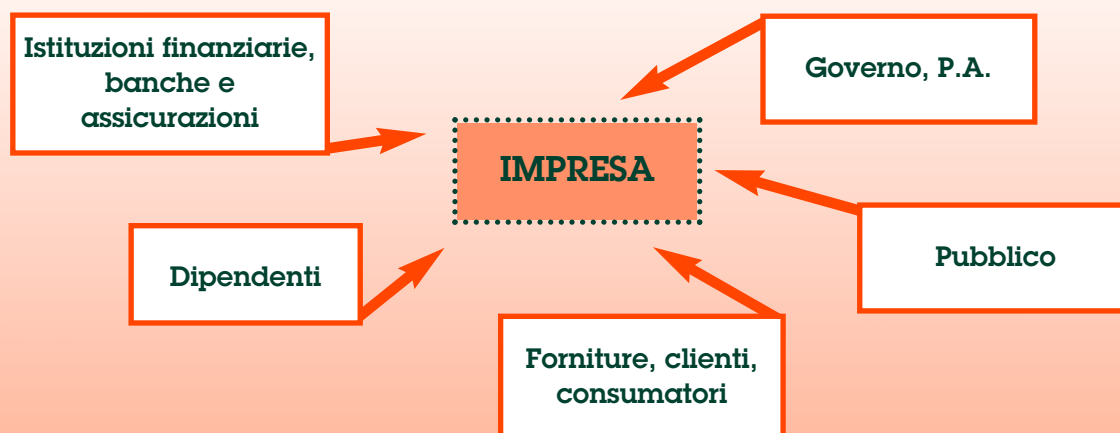 Istituzioni finanziarie,
banche e
assicurazioni
Governo, P.A.
IMPRESA
Dipendenti
Pubblico
Forniture, clienti,
consumatori